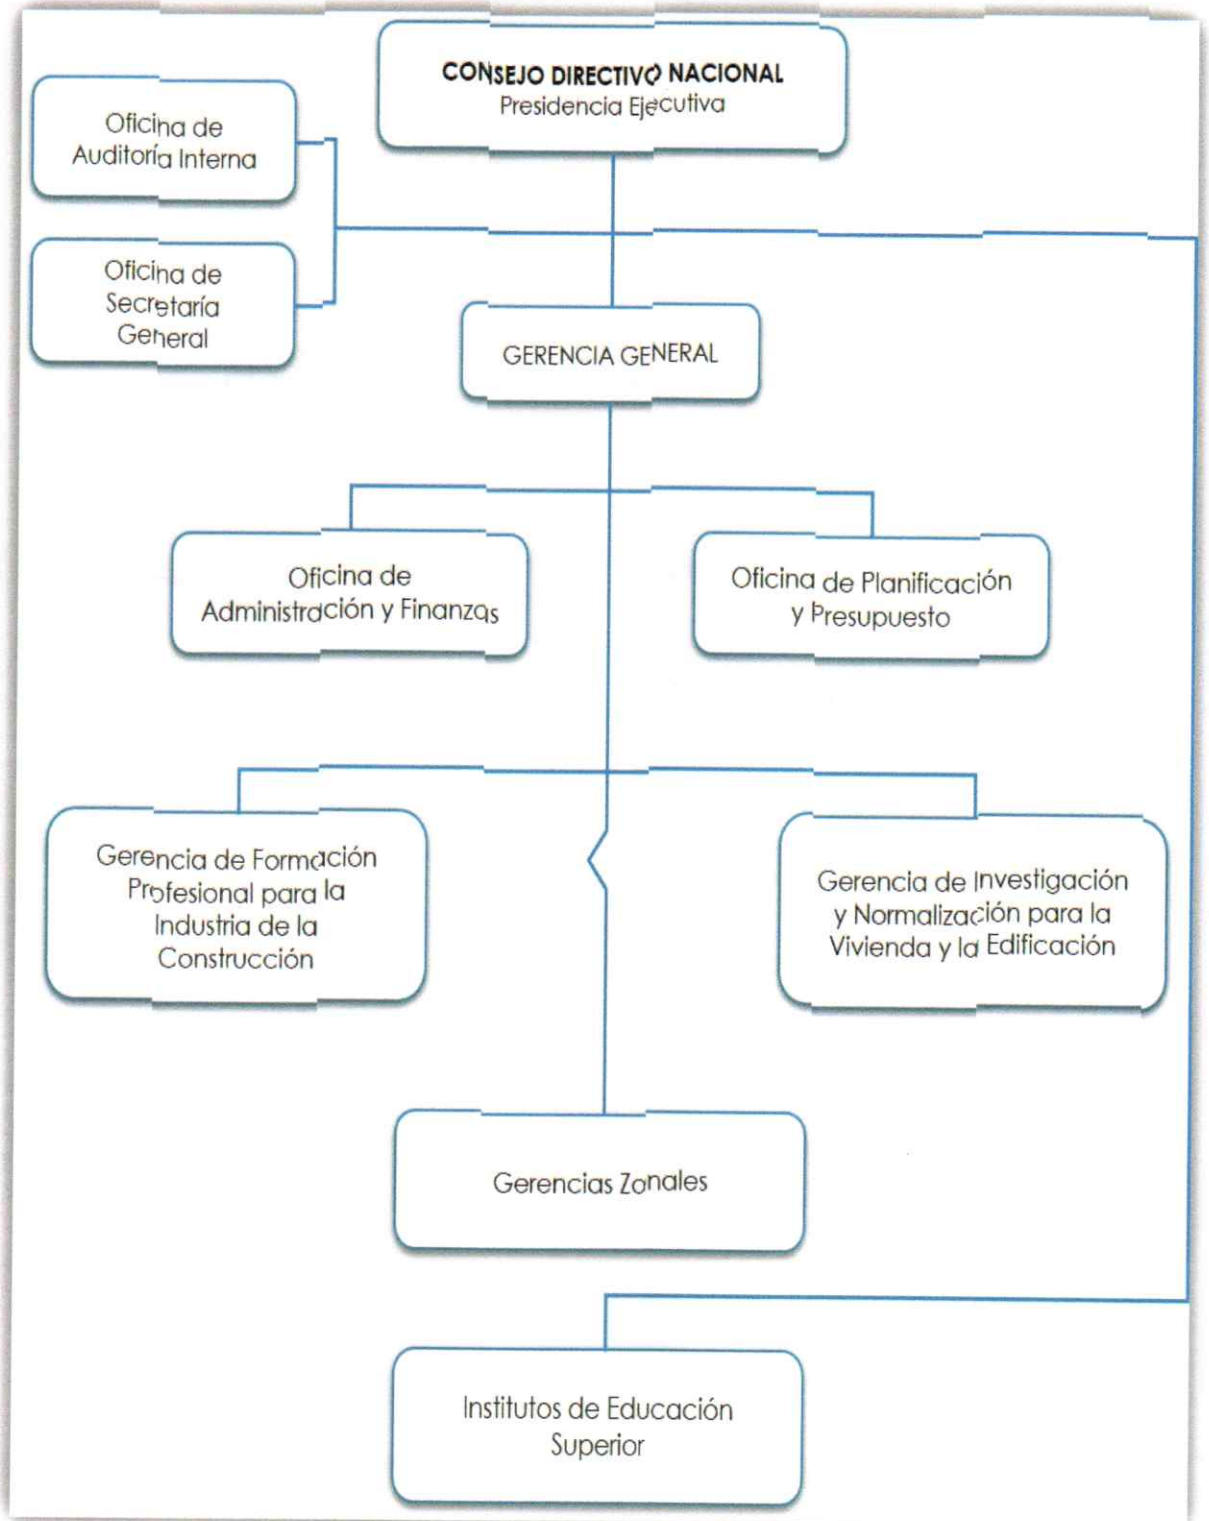 CONSEJO DIRECTIVO NACIONAL
Presidencia Ejecutiva
Oficina de
Auditoría Interna
Oficina de
Secretaría
General
GERENCIA GENERAL
Oficina de
Administración y Finanzas
Oficina de Planificación
y Presupuesto
Gerencia de Formación
Profesional para la
Industria de la
Construcción
Gerencia de Investigación
y Normalización para la
Vivienda y la Edificación
Gerencias Zonales
Institutos de Educación
Superior